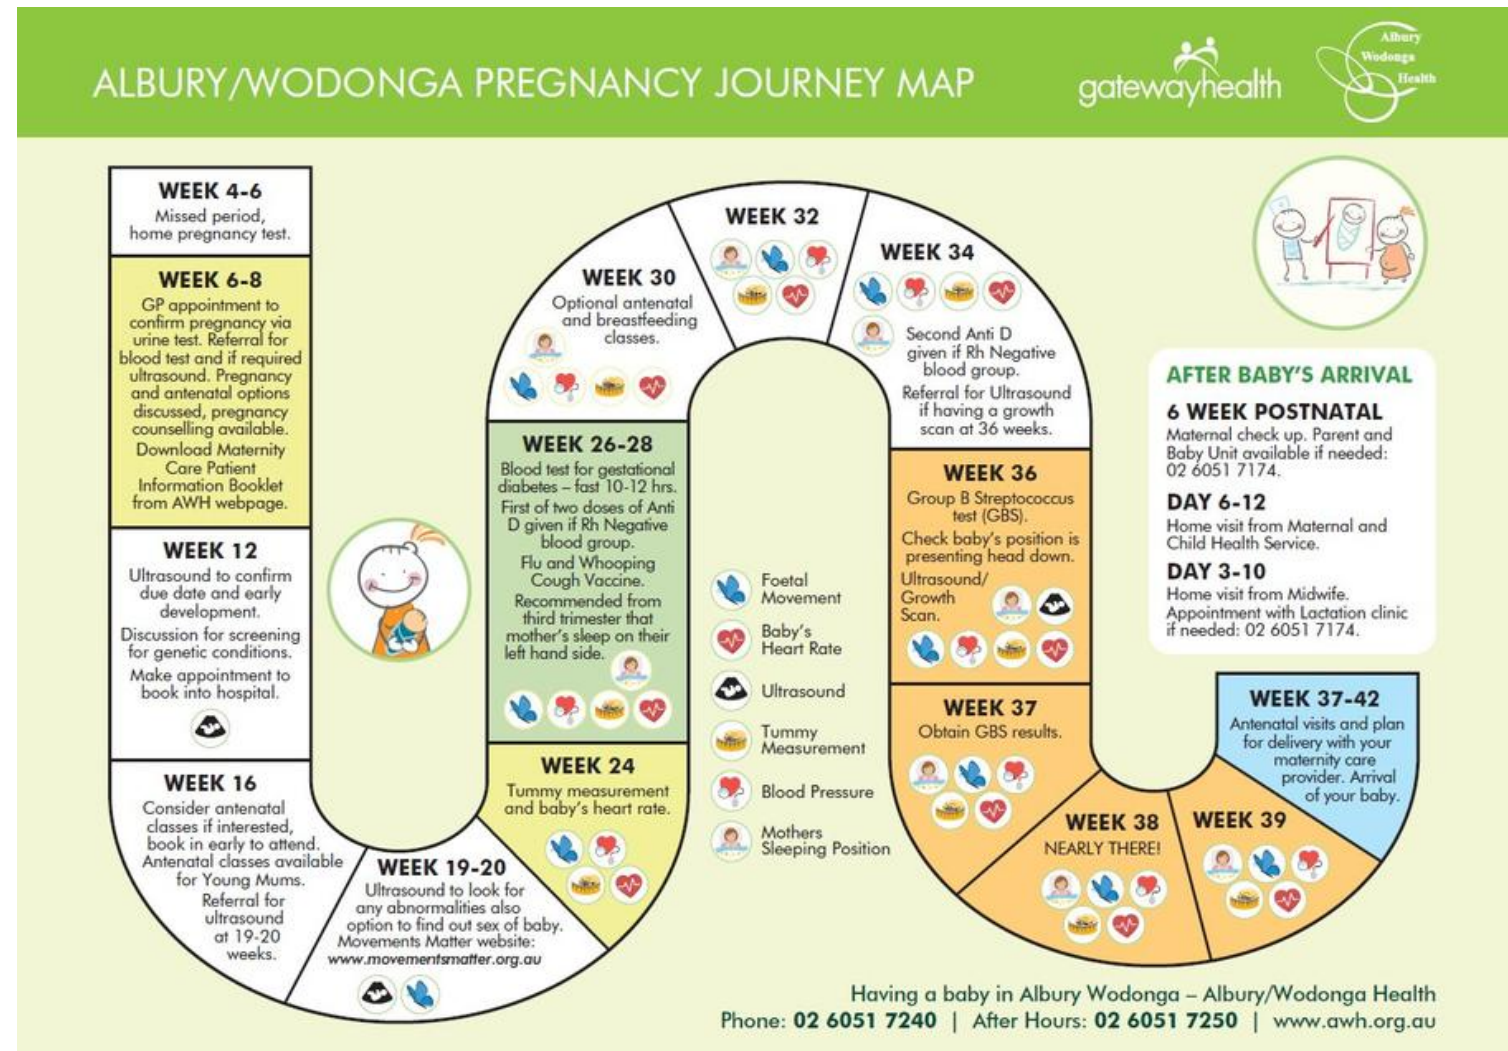 ALBURY/WODONGA PREGNANCY JOURNEY MAP
gatewayhealth
Albury
Wodonga
Health
WEEK 4-6
Missed period,
home pregnancy test.
WEEK 6-8
GP appointment to
confirm pregnancy via
urine test. Referral for
blood test and if required
ultrasound. Pregnancy
and antenatal options
discussed, pregnancy
counselling available.
Download Maternity
Care Patient
Information Booklet
from AWH webpage.
WEEK 12
Ultrasound to confirm
due date and early
development.
Discussion for screening
for genetic conditions.
Make appointment to
book into hospital.
WEEK 16
Consider antenatal
classes if interested,
book in early to attend.
Antenatal classes available
for Young Mums.
Referral for
ultrasound
at 19-20
weeks.
WEEK 19-20
Ultrasound to look for
any abnormalities also
option to find out sex of baby.
Movements Matter website:
www.movementsmatter.org.au
WEEK 24
Tummy measurement
and baby's heart rate.
WEEK 26-28
Blood test for gestational
diabetes – fast 10-12 hrs.
First of two doses of Anti
D given if Rh Negative
blood group.
Flu and Whooping
Cough Vaccine.
Recommended from
third trimester that
mother's sleep on their
left hand side.
WEEK 30
Optional antenatal
and breastfeeding
classes.
WEEK 32
WEEK 34
Second Anti D
given if Rh Negative
blood group.
Referral for Ultrasound
if having a growth
scan at 36 weeks.
WEEK 36
Group B Streptococcus
test (GBS).
Check baby's position is
presenting head down.
Ultrasound/
Growth
Scan.
WEEK 37
Obtain GBS results.
WEEK 38
NEARLY THERE!
WEEK 39
WEEK 37-42
Antenatal visits and plan
for delivery with your
maternity care
provider. Arrival
of your baby.
Foetal
Movement
Baby's
Heart Rate
Ultrasound
Tummy
Measurement
Blood Pressure
Mothers
Sleeping Position
AFTER BABY'S ARRIVAL
6 WEEK POSTNATAL
Maternal check up. Parent and
Baby Unit available if needed:
02 6051 7174.
DAY 6-12
Home visit from Maternal and
Child Health Service.
DAY 3-10
Home visit from Midwife.
Appointment with Lactation clinic
if needed: 02 6051 7174.
Having a baby in Albury Wodonga – Albury/Wodonga Health
Phone: 02 6051 7240 | After Hours: 02 6051 7250 | www.awh.org.au